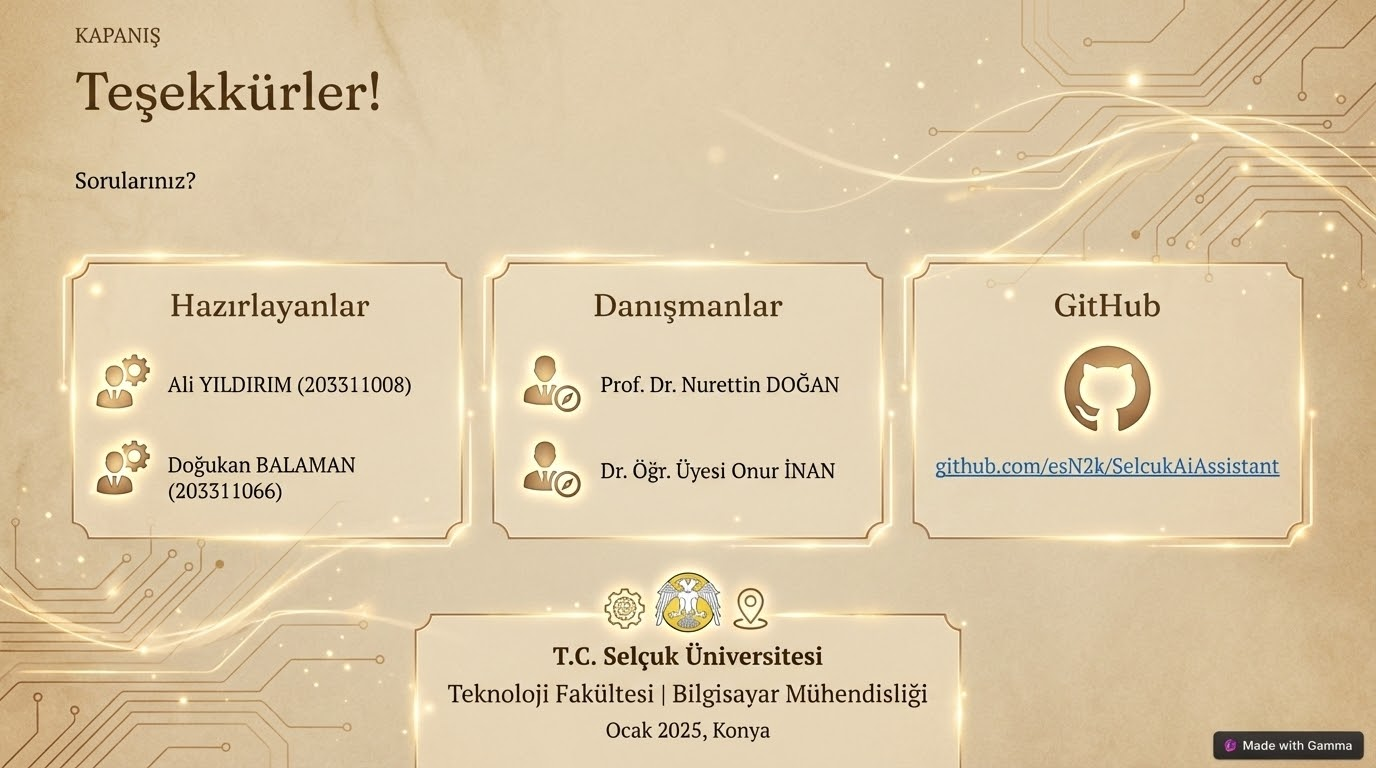 KAPANIŞ
Teşekkürler!
Sorularınız?
Hazırlayanlar
Ali YILDIRIM (203311008)
Doğukan BALAMAN
(203311066)
Danışmanlar
Prof. Dr. Nurettin DOĞAN
Dr. Öğr. Üyesi Onur İNAN
GitHub
github.com/esN2k/SelcukAiAssistant
T.C. Selçuk Üniversitesi
Teknoloji Fakültesi | Bilgisayar Mühendisliği
Ocak 2025, Konya
Made with Gamma